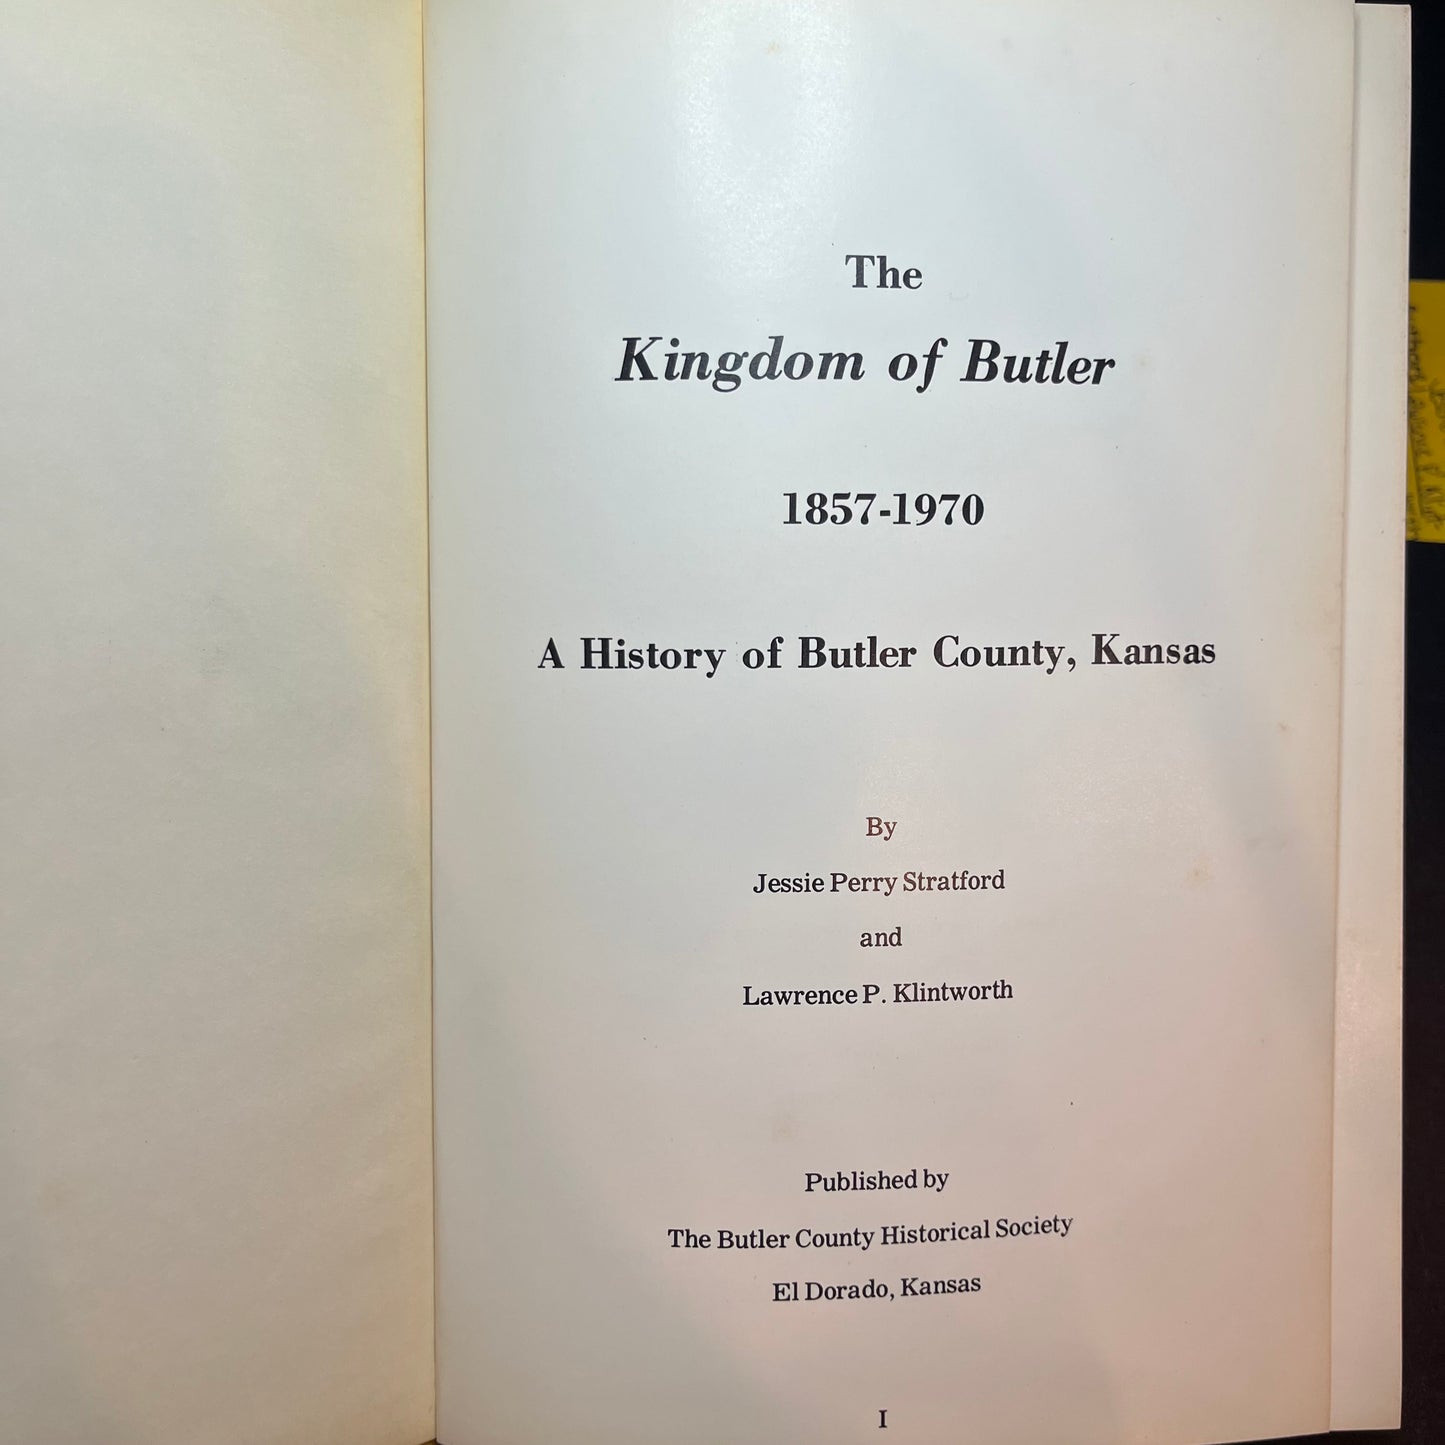 The
Kingdom of Butler
1857-1970
A History of Butler County, Kansas
By
Jessie Perry Stratford
and
Lawrence P. Klintworth
Published by
The Butler County Historical Society
El Dorado, Kansas
I